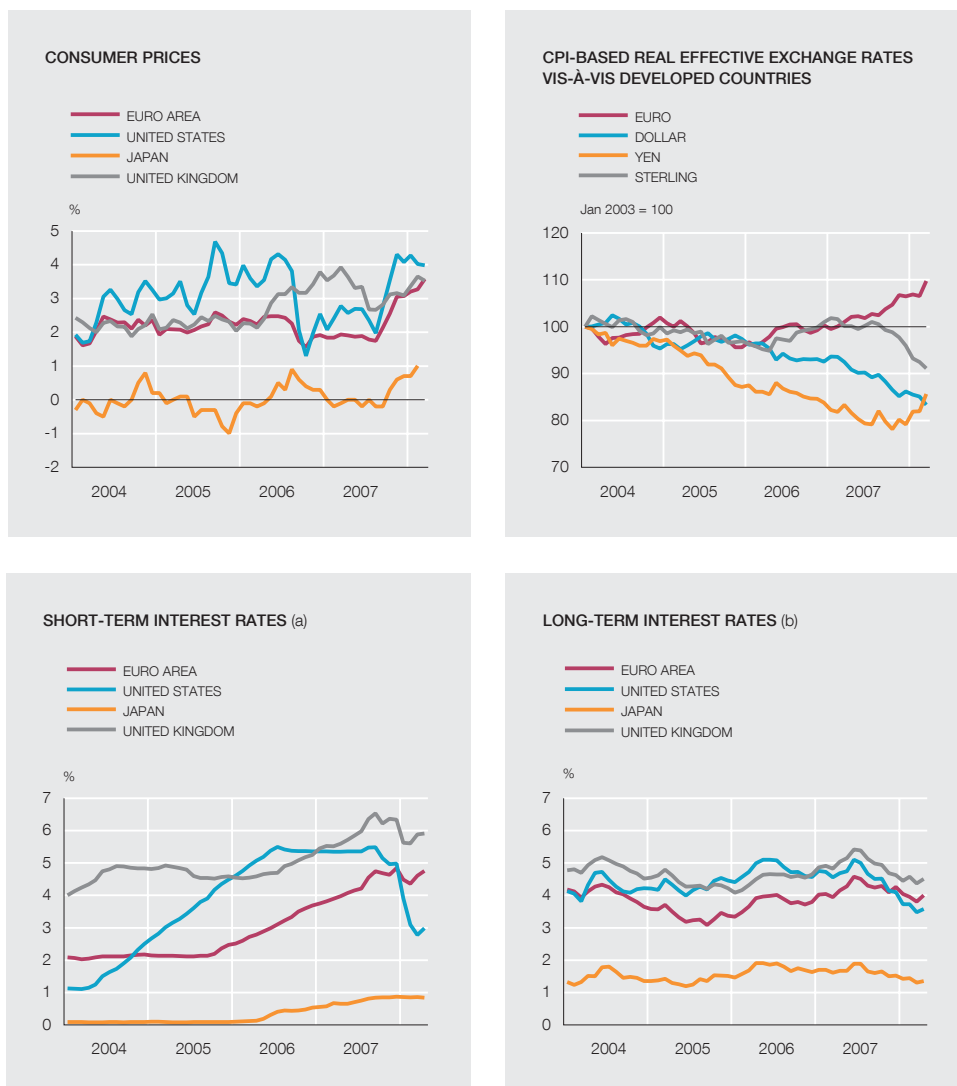 CONSUMER PRICES
EURO AREA
UNITED STATES
JAPAN
UNITED KINGDOM
%
5
4
3
2
1
0
-1
-2
2004 2005 2006 2007
CPI-BASED REAL EFFECTIVE EXCHANGE RATES
VIS-À-VIS DEVELOPED COUNTRIES
EURO
DOLLAR
YEN
STERLING
Jan 2003 = 100
120
110
100
90
80
70
2004 2005 2006 2007
SHORT-TERM INTEREST RATES (a)
EURO AREA
UNITED STATES
JAPAN
UNITED KINGDOM
%
7
6
5
4
3
2
1
0
2004 2005 2006 2007
LONG-TERM INTEREST RATES (b)
EURO AREA
UNITED STATES
JAPAN
UNITED KINGDOM
%
7
6
5
4
3
2
1
0
2004 2005 2006 2007